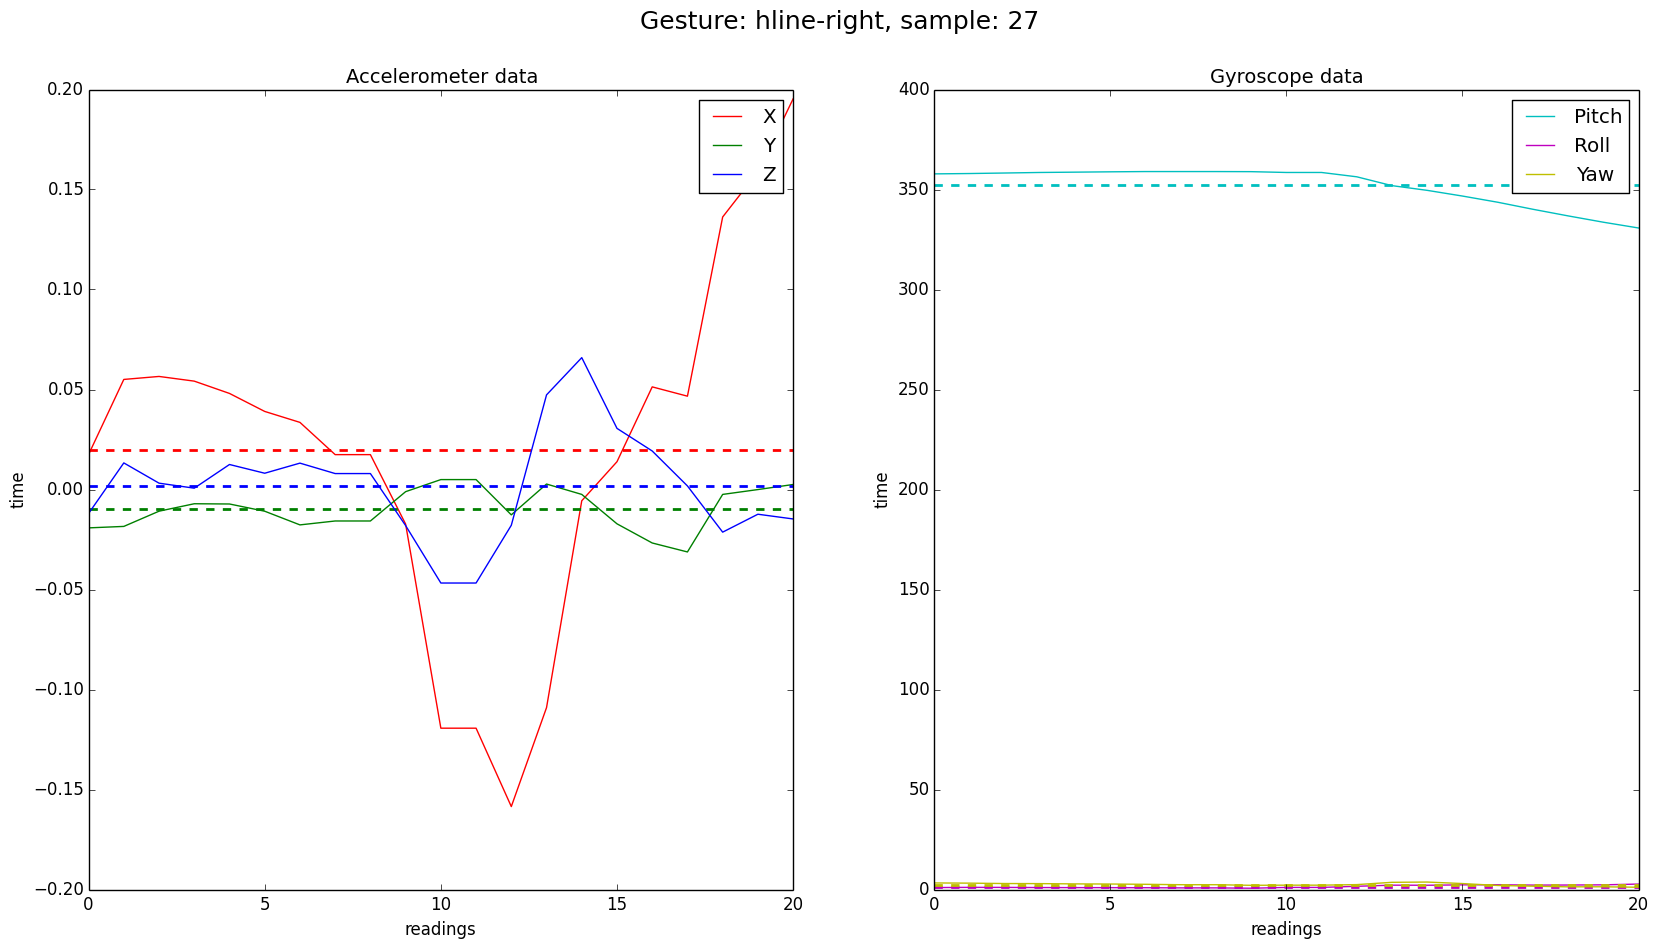 Gesture: hline-right, sample: 27
Accelerometer data
0.20
0.15
0.10
0.05
0.00
−0.05
−0.10
−0.15
−0.20
time
0
5
10
15
20
readings
X
Y
Z
Gyroscope data
400
350
300
250
200
150
100
50
0
time
0
5
10
15
20
readings
Pitch
Roll
Yaw